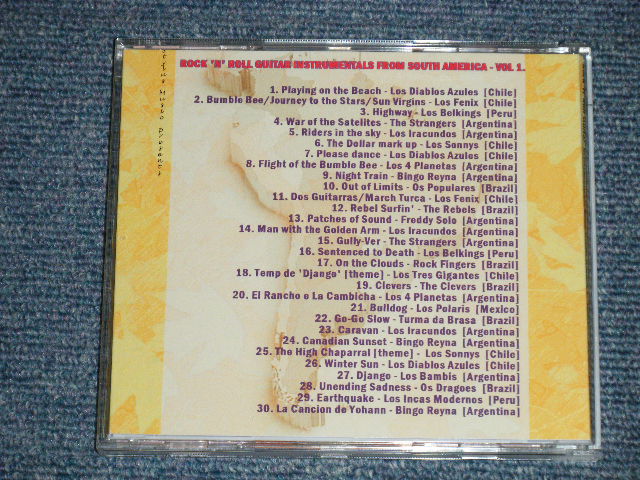 ROCK 'N' ROLL GUITAR INSTRUMENTALS FROM SOUTH AMERICA - VOL 1.
1. Playing on the Beach - Los Diablos Azules [Chile]
2. Bumble Bee/Journey to the Stars/Sun Virgins - Los Fenix [Chile]
3. Highway - Los Belkings [Peru]
4. War of the Satelites - The Strangers [Argentina]
5. Riders in the sky - Los Iracundos [Argentina]
6. The Dollar mark up - Los Sonnys [Chile]
7. Please dance - Los Diablos Azules [Chile]
8. Flight of the Bumble Bee - Los 4 Planetas [Argentina]
9. Night Train - Bingo Reyna [Argentina]
10. Out of Limits - Os Populares [Brazil]
11. Dos Guitarras/March Turca - Los Fenix [Chile]
12. Rebel Surfin' - The Rebels [Brazil]
13. Patches of Sound - Freddy Solo [Argentina]
14. Man with the Golden Arm - Los Iracundos [Argentina]
15. Gully-Ver - The Strangers [Argentina]
16. Sentenced to Death - Los Belkings [Peru]
17. On the Clouds - Rock Fingers [Brazil]
18. Temp de 'Django' [theme] - Los Tres Gigantes [Chile]
19. Clevers - The Clevers [Brazil]
20. El Rancho o La Cambicha - Los 4 Planetas [Argentina]
21. Bulldog - Los Polaris [Mexico]
22. Go-Go Slow - Turma da Brasa [Brazil]
23. Caravan - Los Iracundos [Argentina]
24. Canadian Sunset - Bingo Reyna [Argentina]
25. The High Chaparral [theme] - Los Sonnys [Chile]
26. Winter Sun - Los Diablos Azules [Chile]
27. Django - Los Bambis [Argentina]
28. Unending Sadness - Os Dragoes [Brazil]
29. Earthquake - Los Incas Modernos [Peru]
30. La Cancion de Yohann - Bingo Reyna [Argentina]
Music Presents